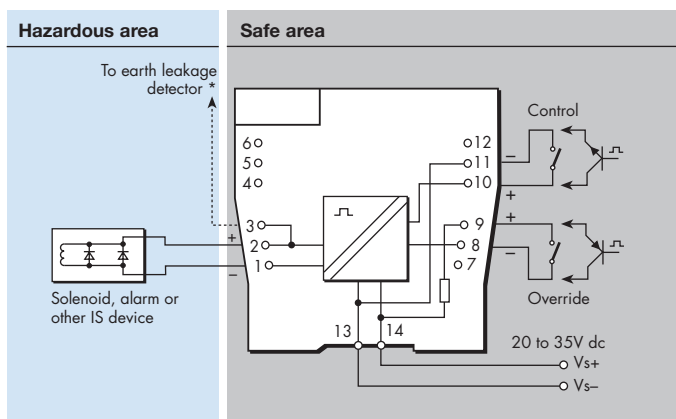 Hazardous area
Safe area
To earth leakage
detector *
Control
6
5
4
3
2
1
+
–
12
11
10
9
8
7
–
+
+
–
Solenoid, alarm or
other IS device
Override
13
14
20 to 35V dc
Vs+
Vs–